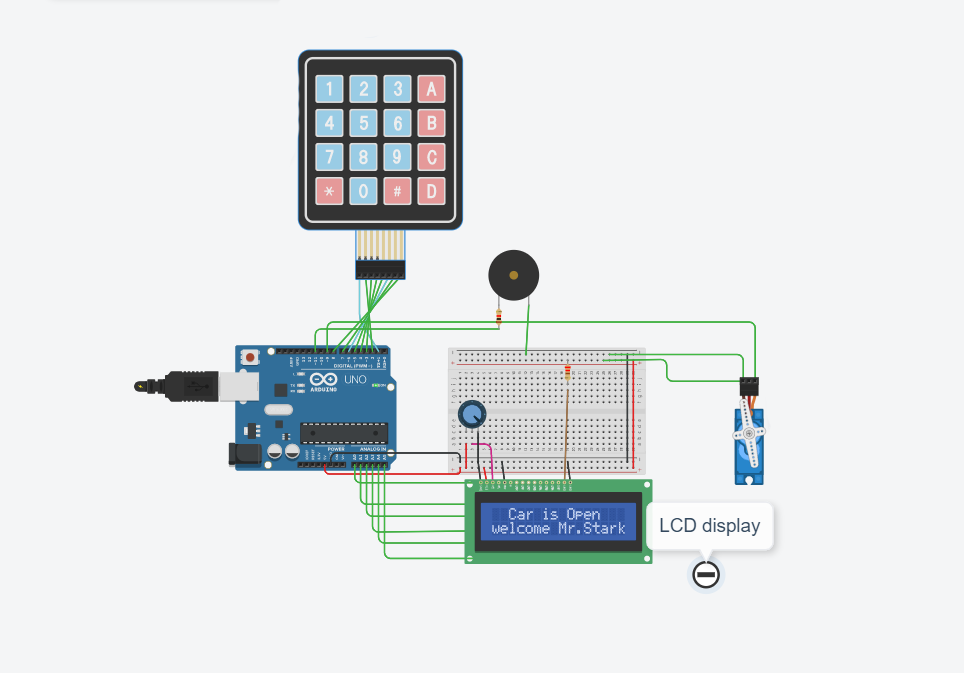 1 2 3 A
4 5 6 B
7 8 9 C
* 0 # D
DIGITAL (PWM~)
UNO
ARDUINO
POWER
ANALOG IN
Car is Open
welcome Mr.Stark
LCD display